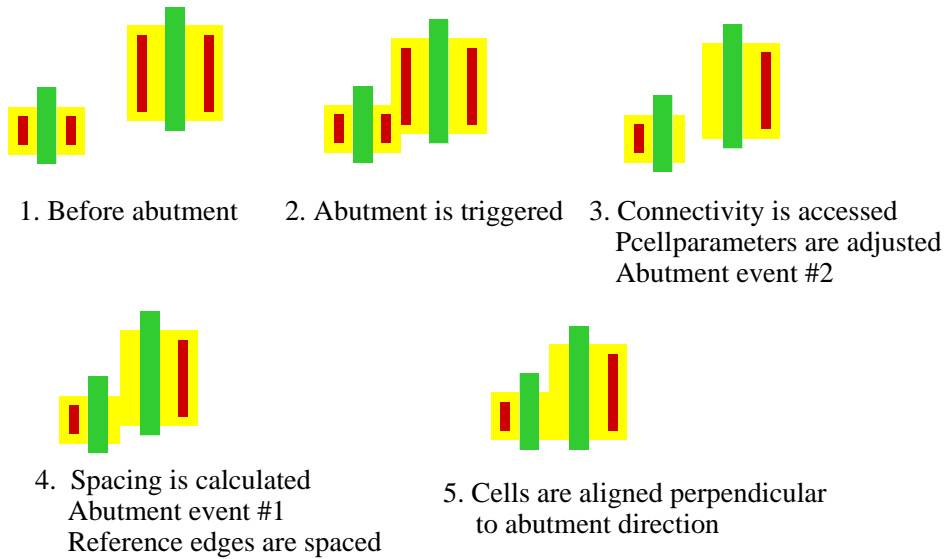 1. Before abutment
2. Abutment is triggered
3. Connectivity is accessed
Pcellparameters are adjusted
Abutment event #2
4. Spacing is calculated
Abutment event #1
Reference edges are spaced
5. Cells are aligned perpendicular
to abutment direction